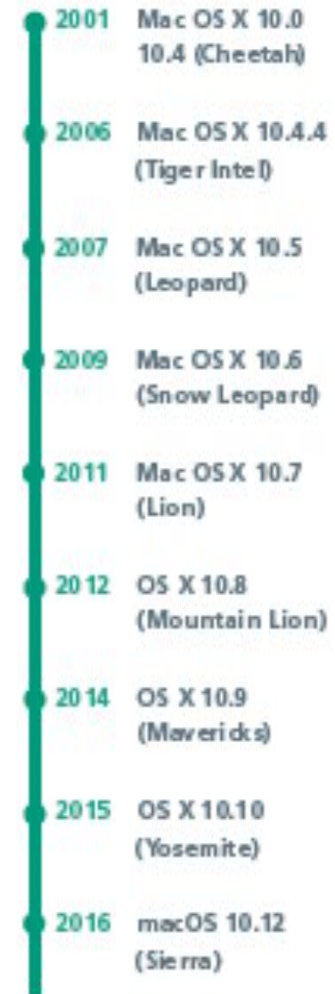 2001 Mac OS X 10.0
10.4 (Cheetah)
2006 Mac OS X 10.4.4
(Tiger Intel)
2007 Mac OS X 10.5
(Leopard)
2009 Mac OS X 10.6
(Snow Leopard)
2011 Mac OS X 10.7
(Lion)
2012 OS X 10.8
(Mountain Lion)
2014 OS X 10.9
(Mavericks)
2015 OS X 10.10
(Yosemite)
2016 macOS 10.12
(Sierra)